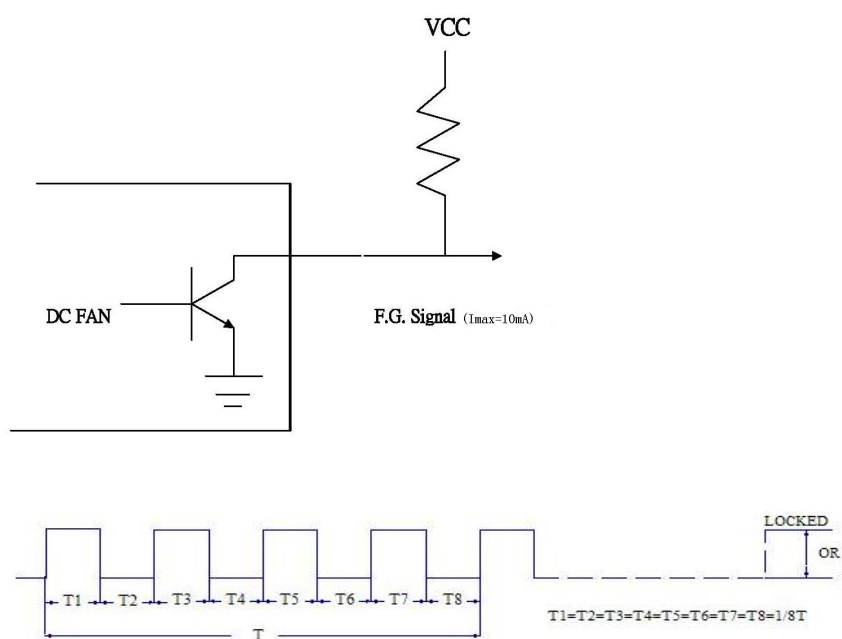 VCC
DC FAN
F.G. Signal (Imax=10mA)
LOCKED
OR
T1 T2 T3 T4 T5 T6 T7 T8
T1=T2=T3=T4=T5=T6=T7=T8=1/8T
T